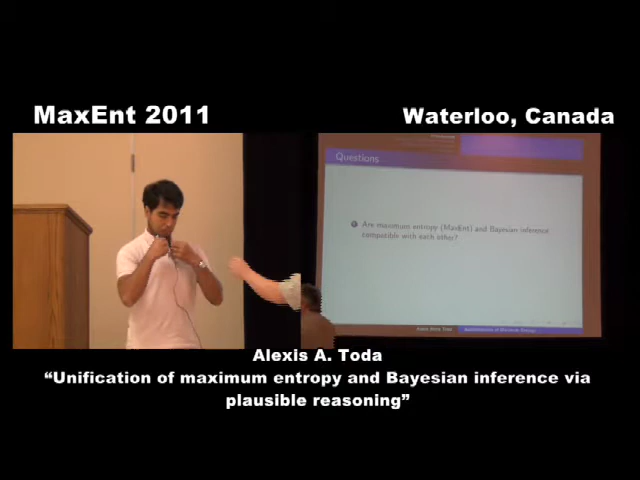 MaxEnt 2011
Waterloo, Canada
Questions
Are maximum entropy (MaxEnt) and Bayesian inference
compatible with each other?
Alexis A. Toda
“Unification of maximum entropy and Bayesian inference via
plausible reasoning”